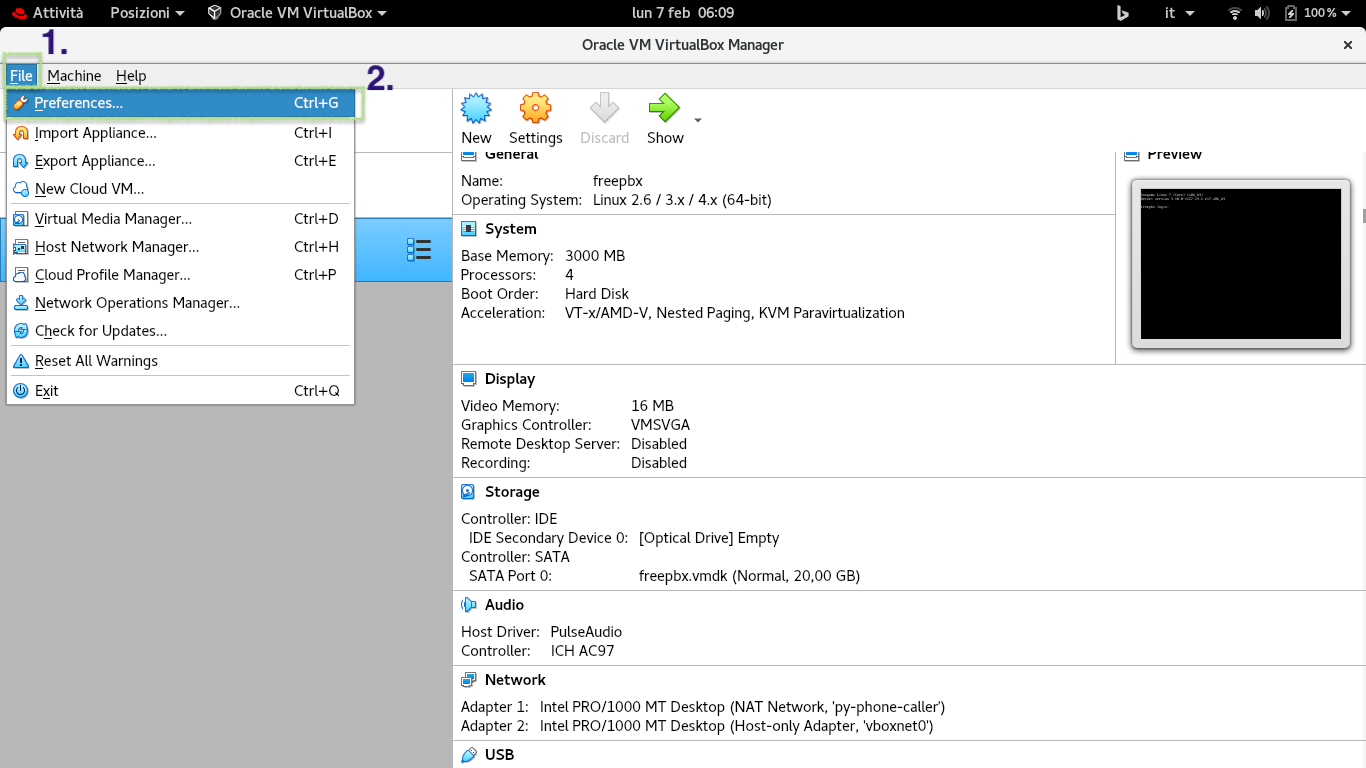 Attività Posizioni Oracle VM VirtualBox lun 7 feb 06:09 it 100%
1.
Oracle VM VirtualBox Manager
File Machine Help
2.
Preferences... Ctrl+G
Import Appliance... Ctrl+I
Export Appliance... Ctrl+E
New Cloud VM...
Virtual Media Manager... Ctrl+D
Host Network Manager... Ctrl+H
Cloud Profile Manager... Ctrl+P
Network Operations Manager...
Check for Updates...
Reset All Warnings
Exit Ctrl+Q
New Settings Discard Show
General
Name: freepbx
Operating System: Linux 2.6 / 3.x / 4.x (64-bit)
Preview
freepbx login:
System
Base Memory: 3000 MB
Processors: 4
Boot Order: Hard Disk
Acceleration: VT-x/AMD-V, Nested Paging, KVM Paravirtualization
Display
Video Memory: 16 MB
Graphics Controller: VMSVGA
Remote Desktop Server: Disabled
Recording: Disabled
Storage
Controller: IDE
IDE Secondary Device 0: [Optical Drive] Empty
Controller: SATA
SATA Port 0: freepbx.vmdk (Normal, 20,00 GB)
Audio
Host Driver: PulseAudio
Controller: ICH AC97
Network
Adapter 1: Intel PRO/1000 MT Desktop (NAT Network, 'py-phone-caller')
Adapter 2: Intel PRO/1000 MT Desktop (Host-only Adapter, 'vboxnet0')
USB